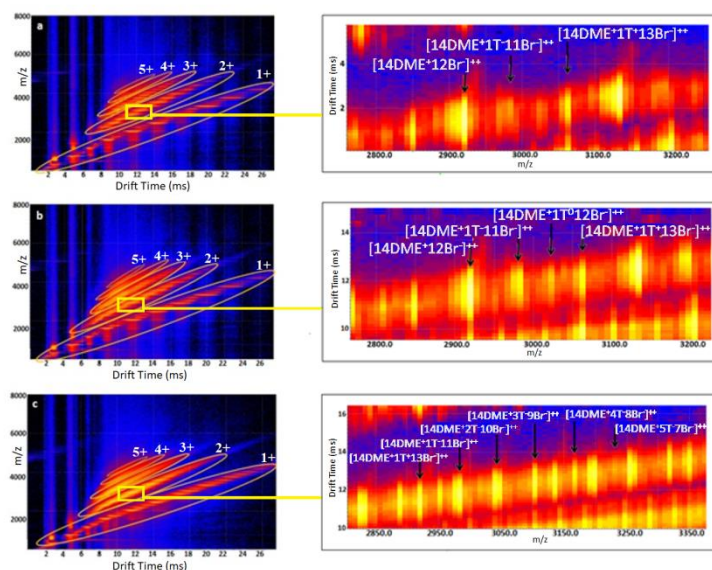 a
5+ 4+ 3+ 2+ 1+
m/z
8000
6000
4000
2000
2 4 6 8 10 12 14 16 18 20 22 24 26
Drift Time (ms)
[14DME⁺1T⁺13Br⁻]⁺⁺
[14DME⁺1T⁻11Br⁻]⁺⁺
[14DME⁺12Br⁻]⁺⁺
Drift Time (ms)
4
2
2800.0 2900.0 3000.0 3100.0 3200.0
m/z
b
5+ 4+ 3+ 2+ 1+
m/z
8000
6000
4000
2000
2 4 6 8 10 12 14 16 18 20 22 24 26
Drift Time (ms)
[14DME⁺1T⁰12Br⁻]⁺⁺
[14DME⁺1T⁻11Br⁻]⁺⁺
[14DME⁺12Br⁻]⁺⁺
[14DME⁺1T⁺13Br⁻]⁺⁺
Drift Time (ms)
14
12
10
2800.0 2900.0 3000.0 3100.0 3200.0
m/z
c
5+ 4+ 3+ 2+ 1+
m/z
8000
6000
4000
2000
2 4 6 8 10 12 14 16 18 20 22 24 26
Drift Time (ms)
[14DME⁺3T⁻9Br⁻]⁺⁺
[14DME⁺4T⁻8Br⁻]⁺⁺
[14DME⁺2T⁻10Br⁻]⁺⁺
[14DME⁺1T⁻11Br⁻]⁺⁺
[14DME⁺5T⁻7Br⁻]⁺⁺
[14DME⁺1T⁺13Br⁻]⁺⁺
Drift Time (ms)
16
14
12
10
2850.0 2950.0 3050.0 3150.0 3250.0 3350.0
m/z